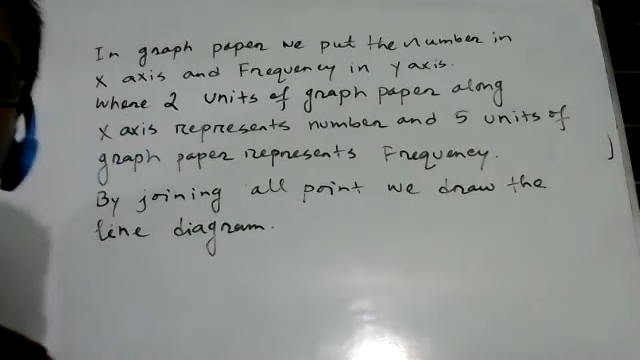 In graph paper we put the number in
X axis and Frequency in y axis.
Where 2 units of graph paper along
X axis represents number and 5 units of
graph paper represents Frequency.
By joining all point we draw the
line diagram.